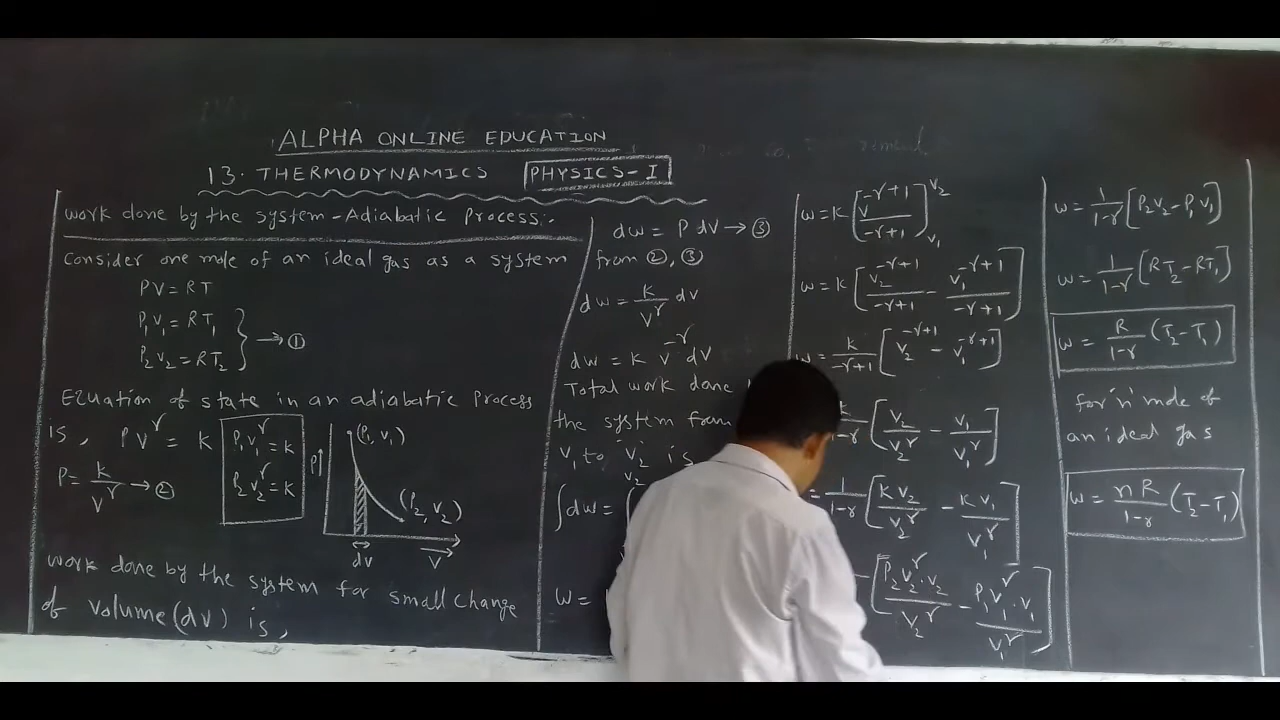 ALPHA ONLINE EDUCATION
13. THERMODYNAMICS PHYSICS-I
Work done by the system-Adiabatic Process:-
Consider one mole of an ideal gas as a system
PV = RT
P₁V₁ = RT₁
P₂V₂ = RT₂ } → ①
Equation of state in an adiabatic process
is, PV^γ = K
P₁V₁^γ = K
P₂V₂^γ = K
P = K/V^γ → ②
P↑
(P₁, V₁)
(P₂, V₂)
dV
V
Work done by the system for small change
of volume (dV) is,
dw = P dV → ③
from ②, ③
dw = K/V^γ dV
dw = K V^-γ dV
Total work done
the system from
V₁ to V₂ is
∫dw =
V₂
W =
W = K [V^(-γ+1)/(-γ+1)]
V₂
V₁
W = K [V₂^(-γ+1)/(-γ+1) - V₁^(-γ+1)/(-γ+1)]
W = K/(-γ+1) [V₂^(-γ+1) - V₁^(-γ+1)]
[V₂/V₂^γ - V₁/V₁^γ]
= 1/(1-γ) [KV₂/V₂^γ - KV₁/V₁^γ]
[P₂V₂^γ·V₂/V₂^γ - P₁V₁^γ·V₁/V₁^γ]
W = 1/(1-γ) [P₂V₂ - P₁V₁]
W = 1/(1-γ) [RT₂ - RT₁]
W = R/(1-γ) (T₂ - T₁)
for 'n' mole of
an ideal gas
W = nR/(1-γ) (T₂ - T₁)